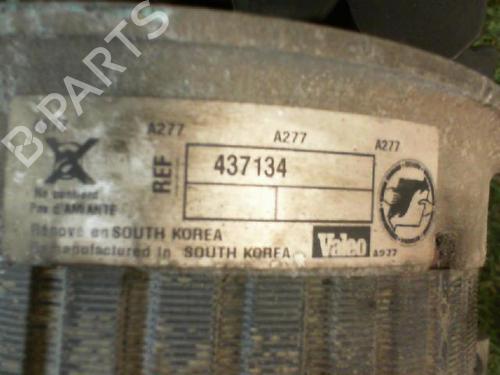 B-PARTS
A277 A277 A277
REF 437134
No contiend
Pas d'AMIANTE
Rénové en SOUTH KOREA
Remanufactured in SOUTH KOREA
Valeo
A277